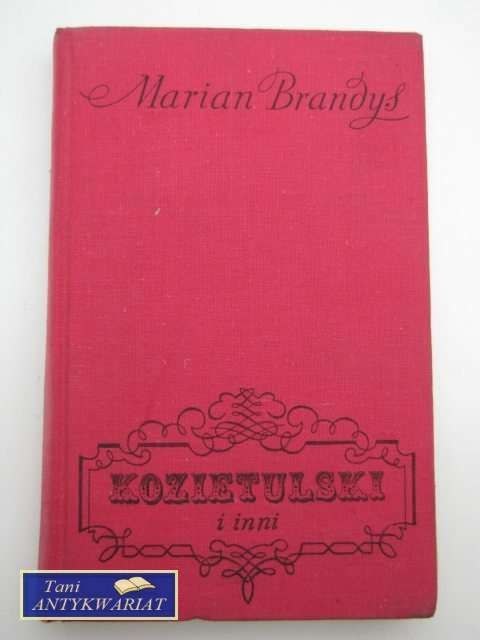 Marian Brandys
KOZIETULSKI
i inni
Tani
ANTYKWARIAT